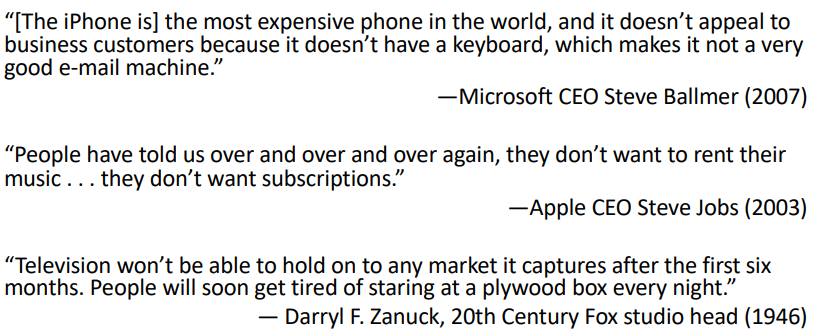 “[The iPhone is] the most expensive phone in the world, and it doesn’t appeal to
business customers because it doesn’t have a keyboard, which makes it not a very
good e-mail machine.”
—Microsoft CEO Steve Ballmer (2007)
“People have told us over and over and over again, they don’t want to rent their
music . . . they don’t want subscriptions.”
—Apple CEO Steve Jobs (2003)
“Television won’t be able to hold on to any market it captures after the first six
months. People will soon get tired of staring at a plywood box every night.”
— Darryl F. Zanuck, 20th Century Fox studio head (1946)